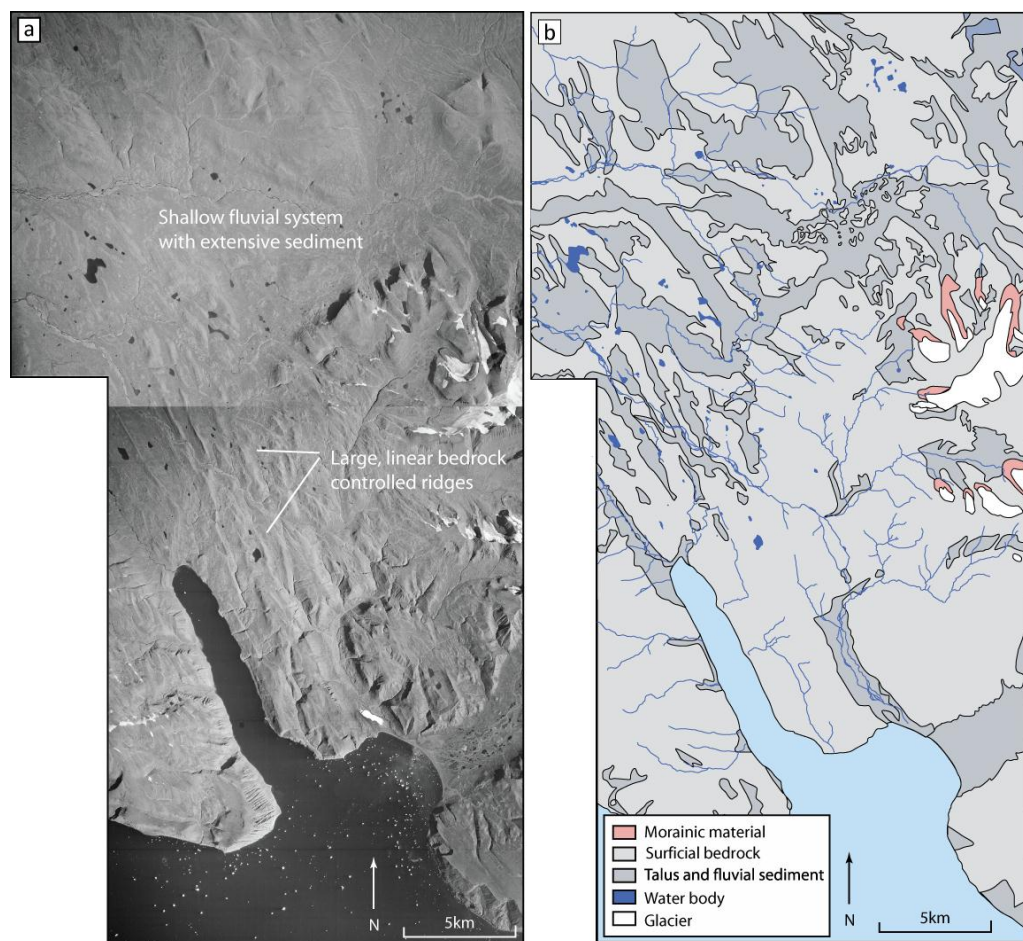 a
Shallow fluvial system
with extensive sediment
Large, linear bedrock
controlled ridges
N
5km
b
Morainic material
Surficial bedrock
Talus and fluvial sediment
Water body
Glacier
N
5km